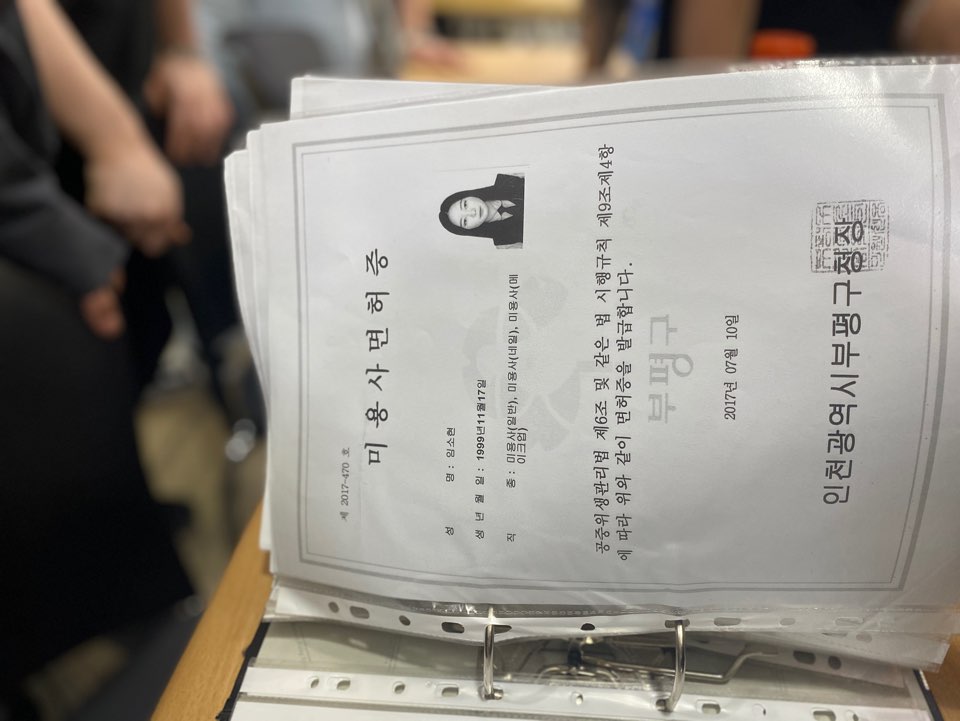 제 2017-470 호
미용사면허증
성 명 : 임소현
생 년 월 일 : 1999년11월17일
직 종 : 미용사(일반), 미용사(네일), 미용사(메
이크업)
공중위생관리법 제6조 및 같은 법 시행규칙 제9조제4항
에 따라 위와 같이 면허증을 발급합니다.
부평구
2017년 07월 10일
인천광역시부평구청장